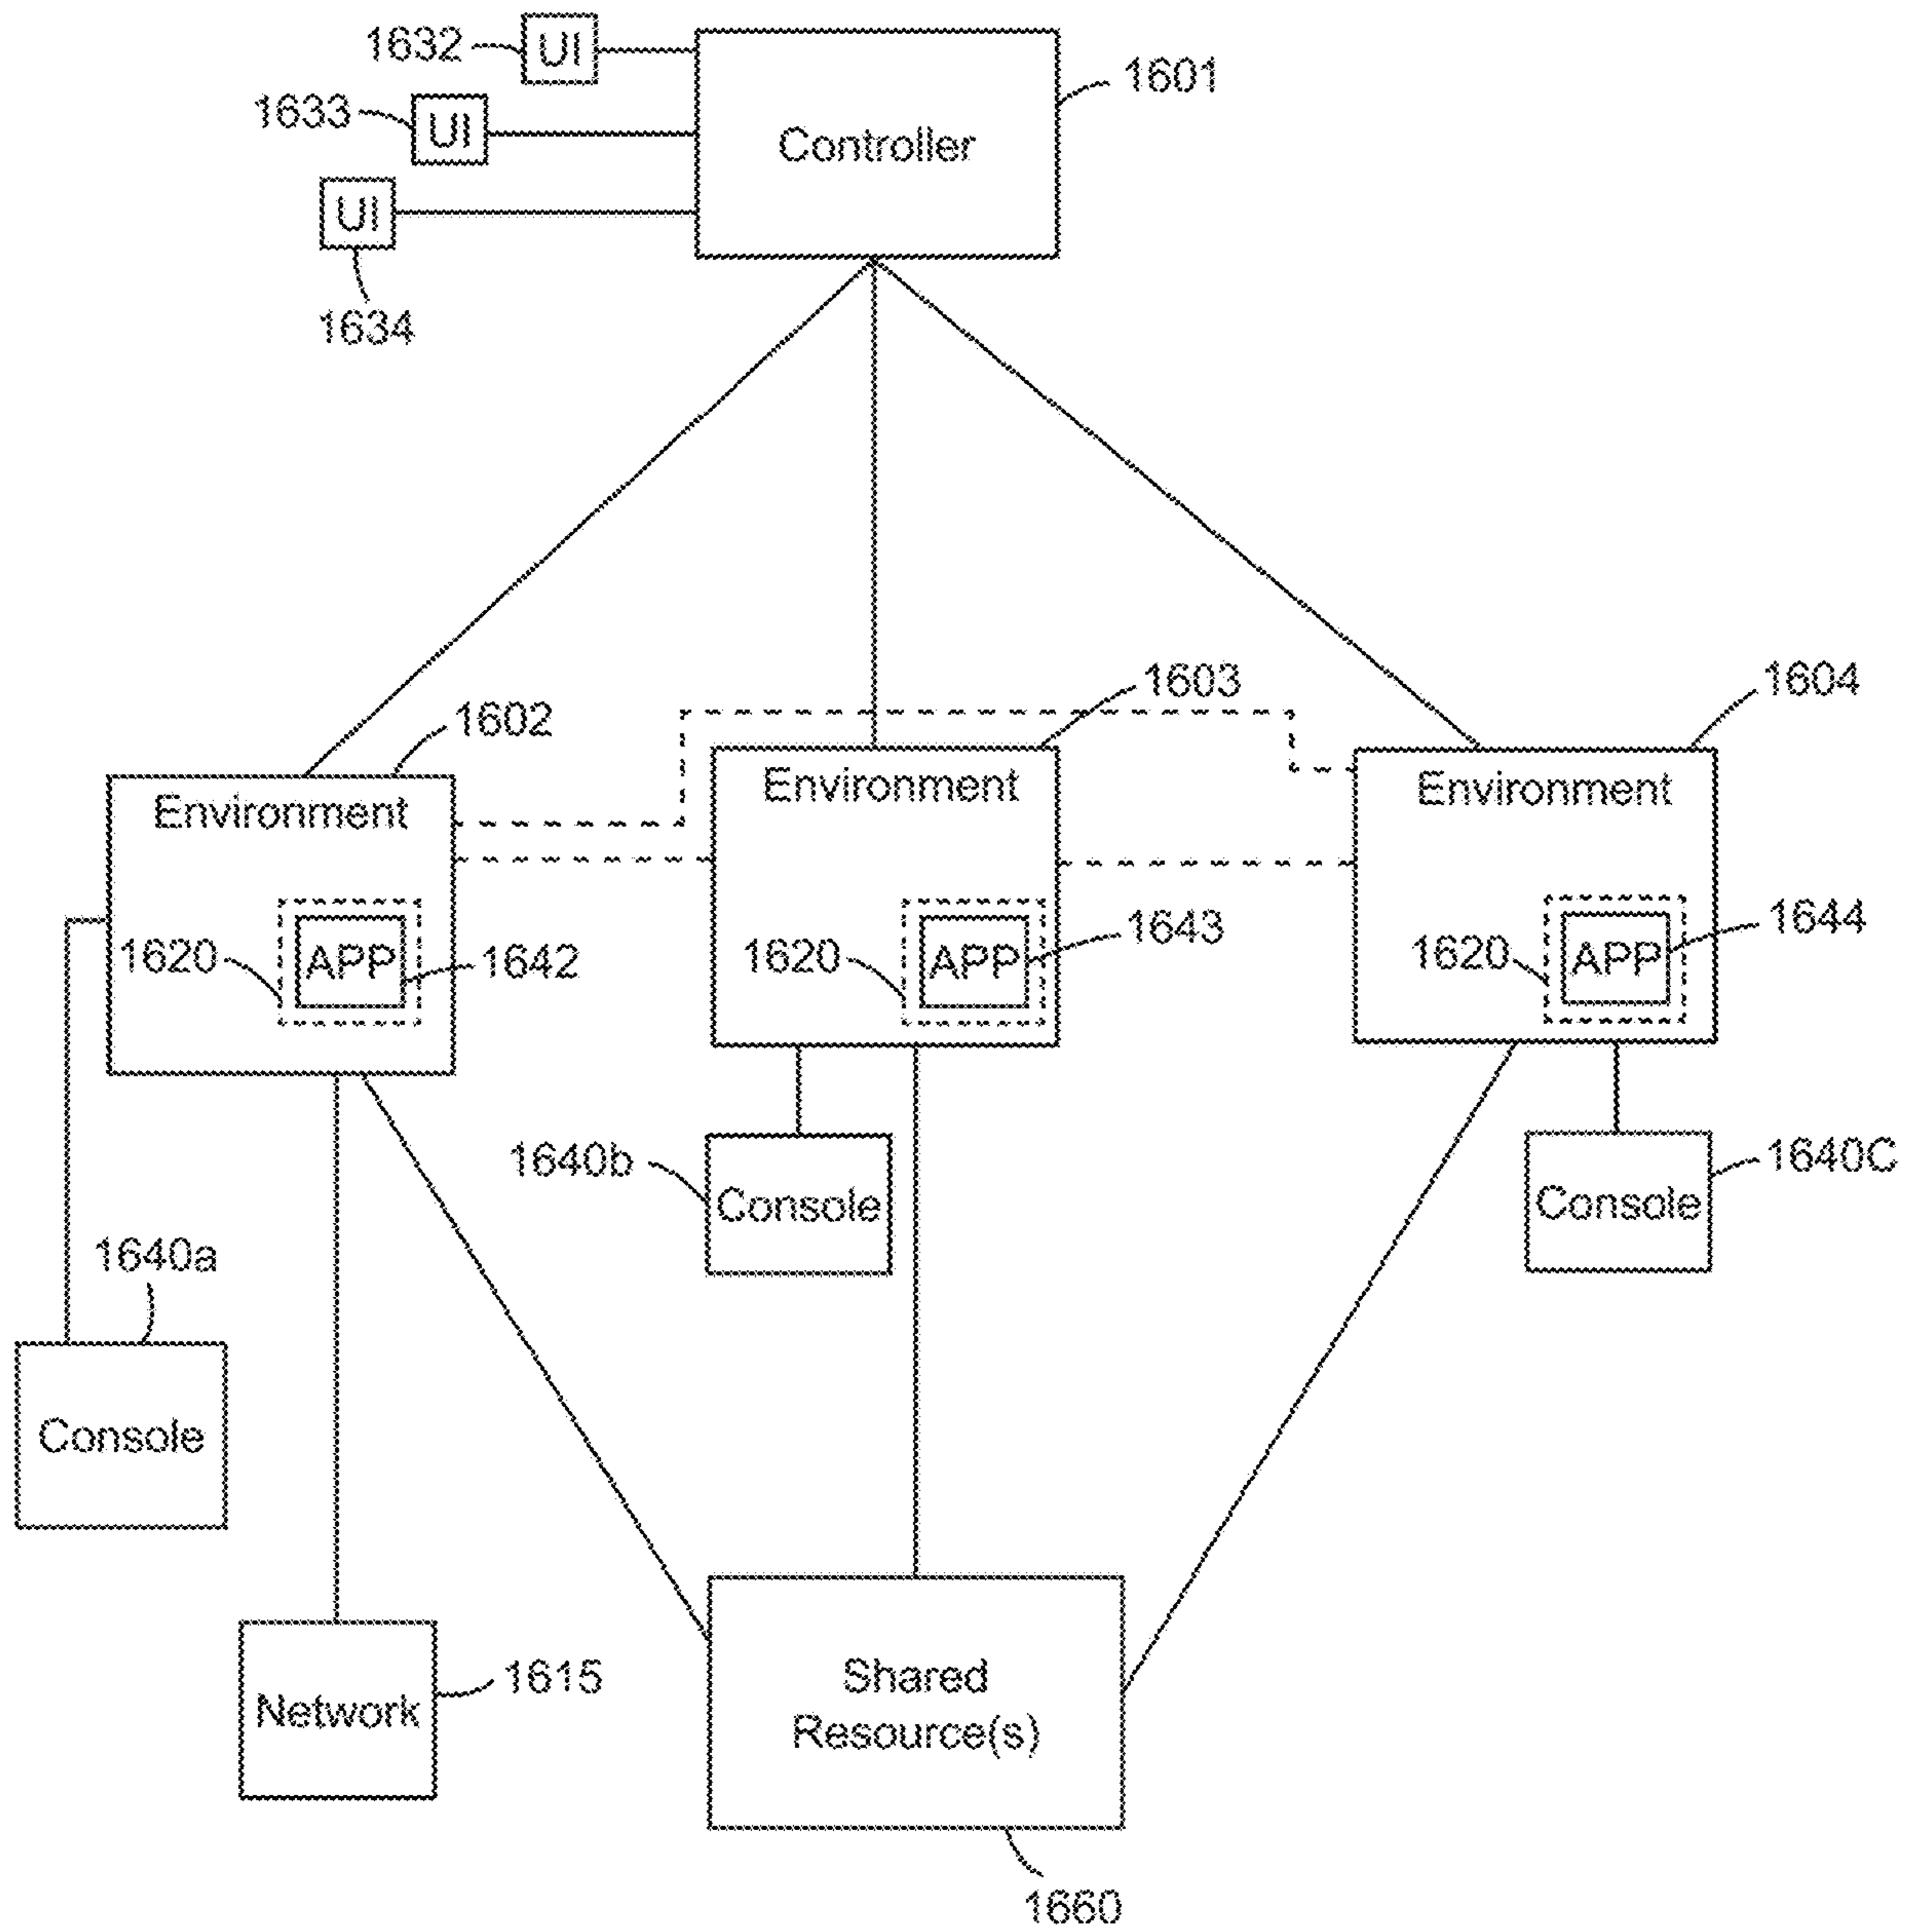 1632
UI
1601
1633
UI
Controller
UI
1634
1603
1604
1602
Environment
Environment
Environment
1620
APP
1642
1620
APP
1643
1620
APP
1644
1640b
Console
1640C
Console
1640a
Console
Network
1615
Shared
Resource(s)
1660